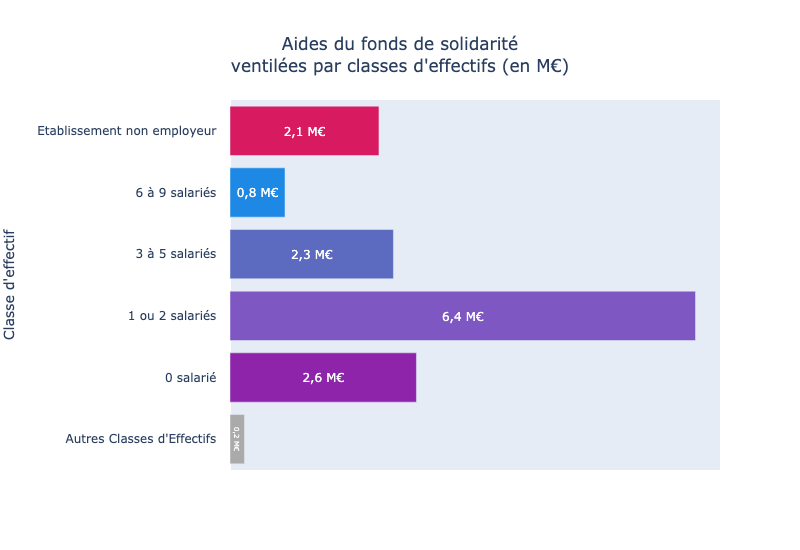 Aides du fonds de solidarité
ventilées par classes d'effectifs (en M€)
Classe d'effectif
Etablissement non employeur
2,1 M€
6 à 9 salariés
0,8 M€
3 à 5 salariés
2,3 M€
1 ou 2 salariés
6,4 M€
0 salarié
2,6 M€
Autres Classes d'Effectifs
0,2 M€